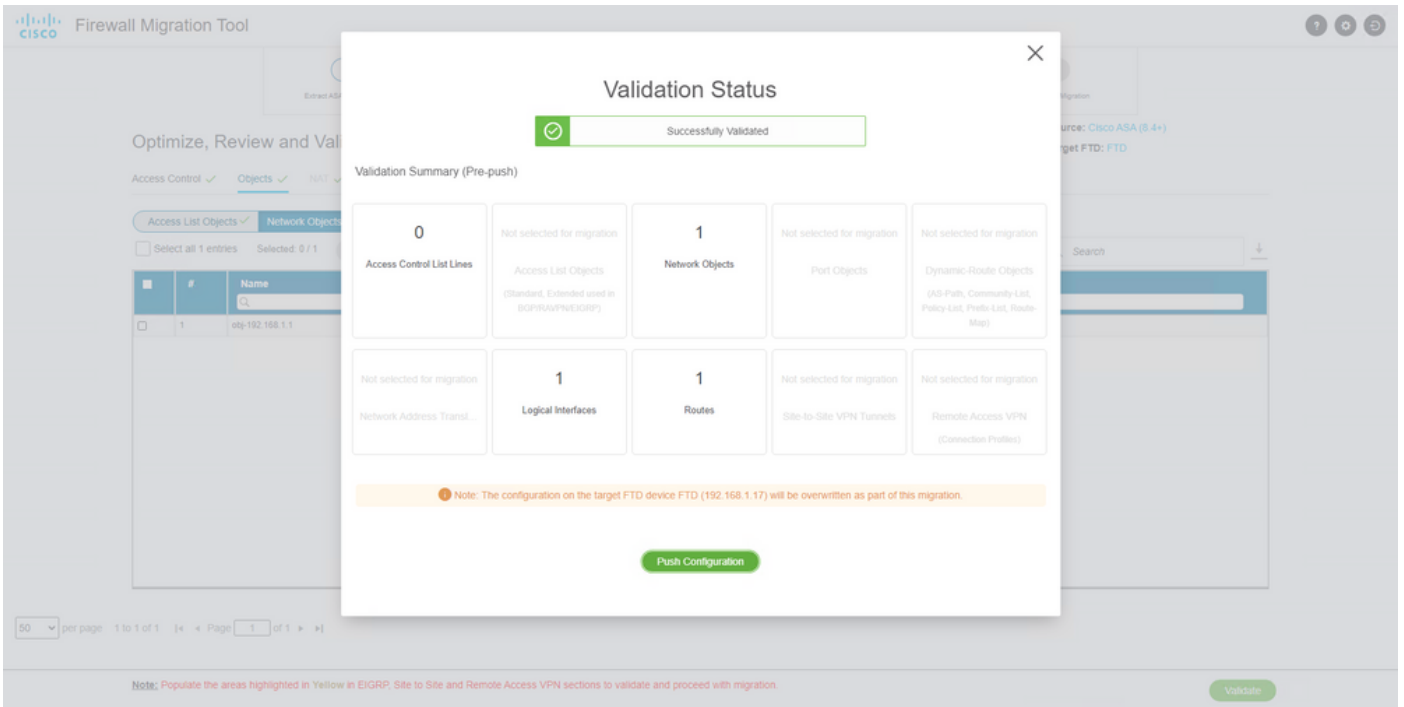 cisco
Firewall Migration Tool
Extract ASA
Migration
Optimize, Review and Vali
urce: Cisco ASA (8.4+)
rget FTD: FTD
Access Control
Objects
NAT
Access List Objects
Network Objects
Select all 1 entries
Selected: 0 / 1
Search
#
Name
1
obj-192.168.1.1
Validation Status
Successfully Validated
Validation Summary (Pre-push)
0
Access Control List Lines
Not selected for migration
Access List Objects
(Standard, Extended used in
BGP/RAVPN/EIGRP)
1
Network Objects
Not selected for migration
Port Objects
Not selected for migration
Dynamic-Route Objects
(AS-Path, Community-List,
Policy-List, Prefix-List, Route-
Map)
Not selected for migration
Network Address Transl...
1
Logical Interfaces
1
Routes
Not selected for migration
Site-to-Site VPN Tunnels
Not selected for migration
Remote Access VPN
(Connection Profiles)
Note: The configuration on the target FTD device FTD (192.168.1.17) will be overwritten as part of this migration.
Push Configuration
50 per page 1 to 1 of 1 Page 1 of 1
Note: Populate the areas highlighted in Yellow in EIGRP, Site to Site and Remote Access VPN sections to validate and proceed with migration.
Validate